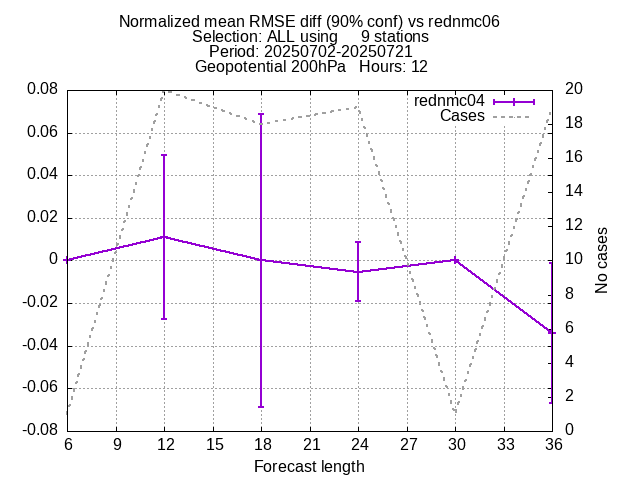 Normalized mean RMSE diff (90% conf) vs rednmc06
Selection: ALL using     9 stations
Period: 20250702-20250721
Geopotential 200hPa   Hours: 12
rednmc04
Cases
0.08
0.06
0.04
0.02
0
-0.02
-0.04
-0.06
-0.08
20
18
16
14
12
10
8
6
4
2
0
No cases
6 9 12 15 18 21 24 27 30 33 36
Forecast length